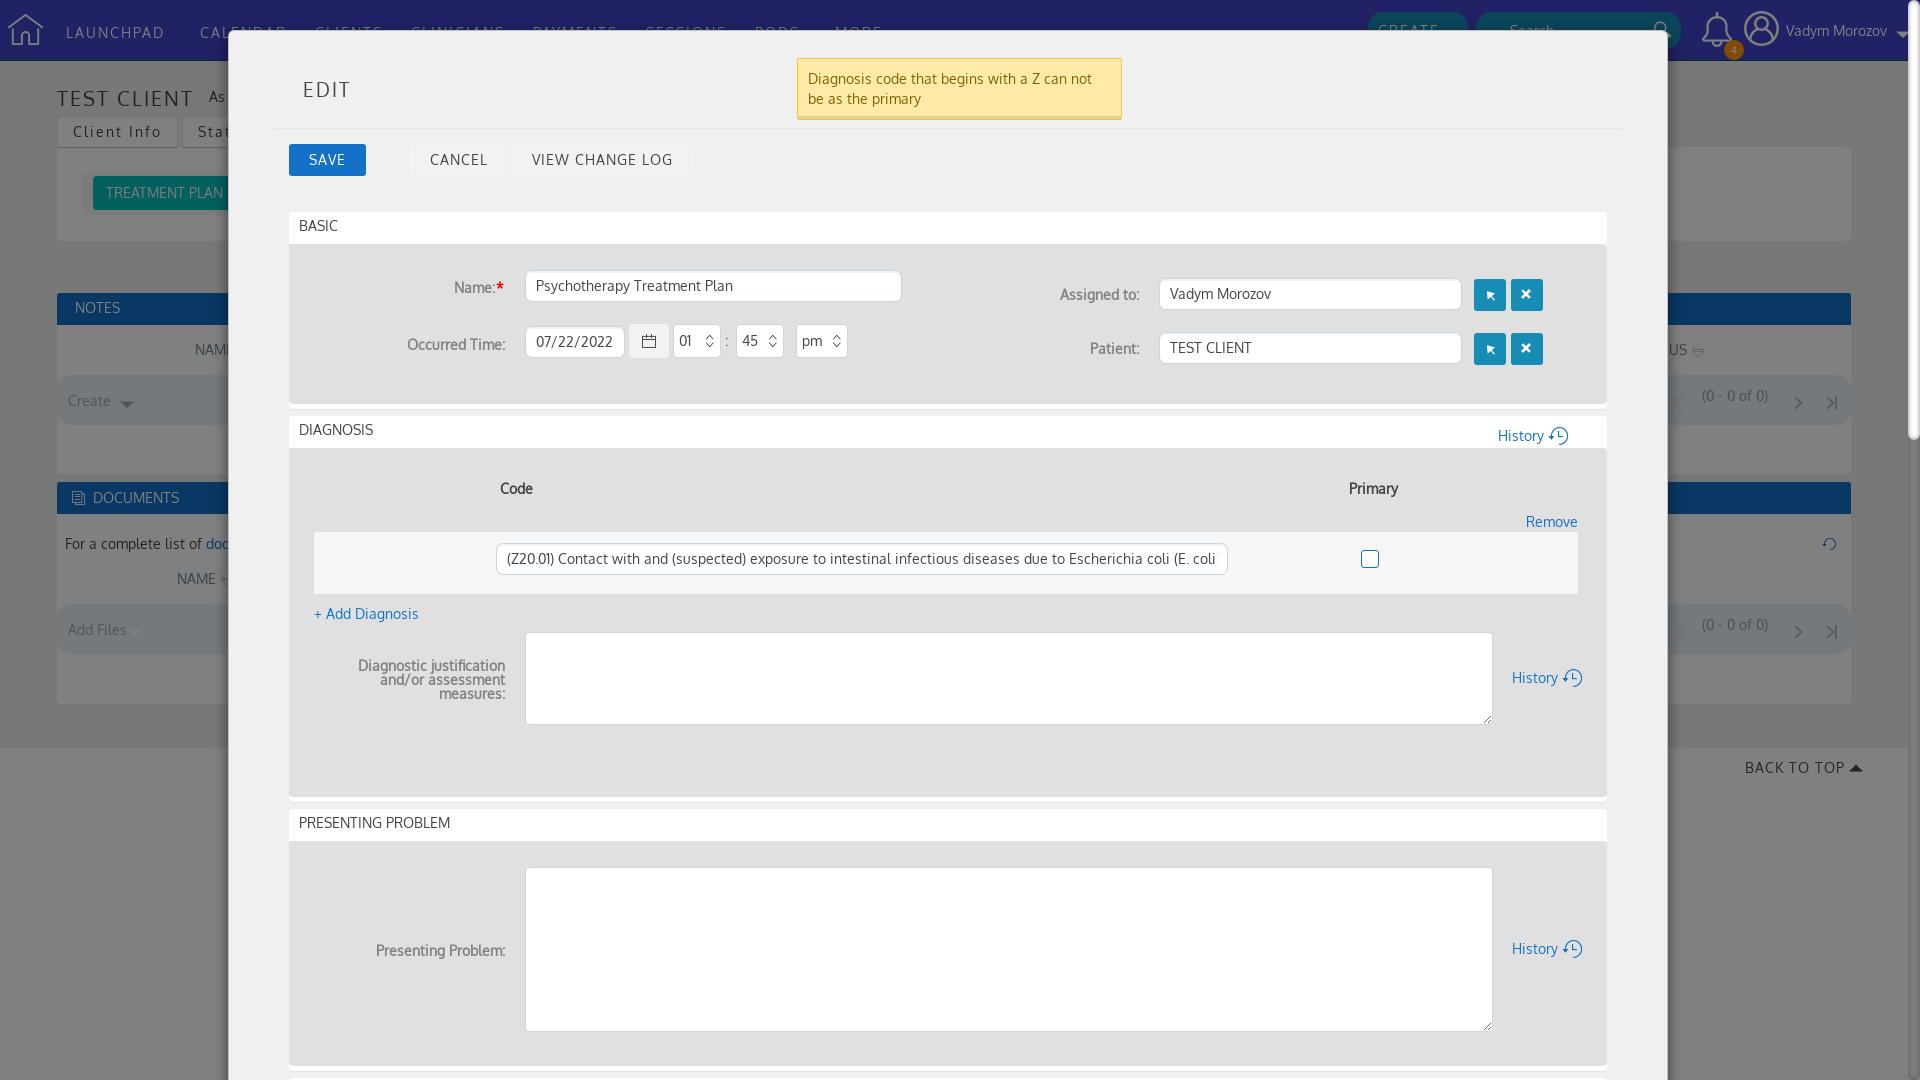 LAUNCHPAD CALENDAR CLIENTS CLINICIANS PAYMENTS SESSIONS PODS MORE CREATE Search 4 Vadym Morozov
TEST CLIENT As
Client Info Stat
TREATMENT PLAN
EDIT
Diagnosis code that begins with a Z can not
be as the primary
SAVE CANCEL VIEW CHANGE LOG
BASIC
Name:* Psychotherapy Treatment Plan
Assigned to: Vadym Morozov
Occurred Time: 07/22/2022 01 : 45 pm
Patient: TEST CLIENT
NOTES
NAME
US
Create
(0 - 0 of 0)
DIAGNOSIS
History
Code Primary
Remove
(Z20.01) Contact with and (suspected) exposure to intestinal infectious diseases due to Escherichia coli (E. coli
+ Add Diagnosis
Diagnostic justification
and/or assessment
measures:
History
DOCUMENTS
For a complete list of doc
NAME
Add Files
(0 - 0 of 0)
BACK TO TOP
PRESENTING PROBLEM
Presenting Problem:
History